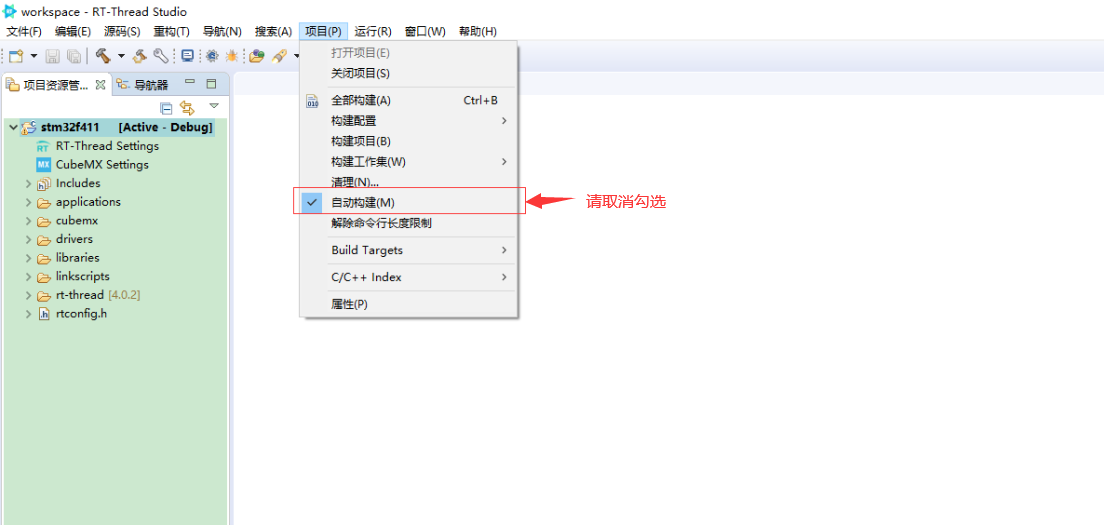 workspace - RT-Thread Studio
文件(F) 编辑(E) 源码(S) 重构(T) 导航(N) 搜索(A) 项目(P) 运行(R) 窗口(W) 帮助(H)
项目资源管... 导航器
stm32f411 [Active - Debug]
RT-Thread Settings
CubeMX Settings
Includes
applications
cubemx
drivers
libraries
linkscripts
rt-thread [4.0.2]
rtconfig.h
打开项目(E)
关闭项目(S)
010 全部构建(A) Ctrl+B
构建配置
构建项目(B)
构建工作集(W)
清理(N)...
自动构建(M)
解除命令行长度限制
Build Targets
C/C++ Index
属性(P)
请取消勾选